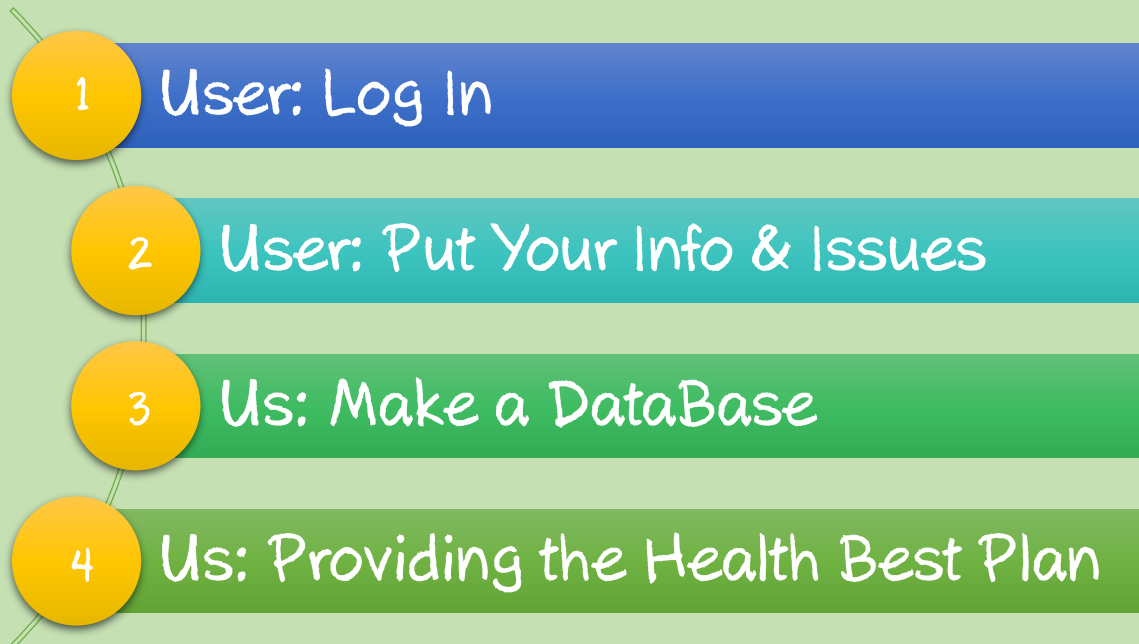 1
User: Log In
2
User: Put Your Info & Issues
3
Us: Make a DataBase
4
Us: Providing the Health Best Plan